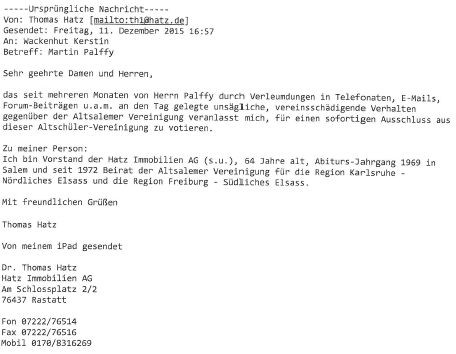 -----Ursprüngliche Nachricht-----
Von: Thomas Hatz [mailto:th1@hatz.de]
Gesendet: Freitag, 11. Dezember 2015 16:57
An: Wackenhut Kerstin
Betreff: Martin Palffy
Sehr geehrte Damen und Herren,
das seit mehreren Monaten von Herrn Palffy durch Verleumdungen in Telefonaten, E-Mails,
Forum-Beiträgen u.a.m. an den Tag gelegte unsägliche, vereinsschädigende Verhalten
gegenüber der Altsalemer Vereinigung veranlasst mich, für einen sofortigen Ausschluss aus
dieser Altschüler-Veinigung zu votieren.
Zu meiner Person:
Ich bin Vorstand der Hatz Immobilien AG (s.u.), 64 Jahre alt, Abiturs-Jahrgang 1969 in
Salem und seit 1972 Beirat der Altsalemer Vereinigung für die Region Karlsruhe -
Nördliches Elsass und die Region Freiburg - Südliches Elsass.
Mit freundlichen Grüßen
Thomas Hatz
Von meinem iPad gesendet
Dr. Thomas Hatz
Hatz Immobilien AG
Am Schlossplatz 2/2
76437 Rastatt
Fon 07222/76514
Fax 07222/76516
Mobil 0170/8316269